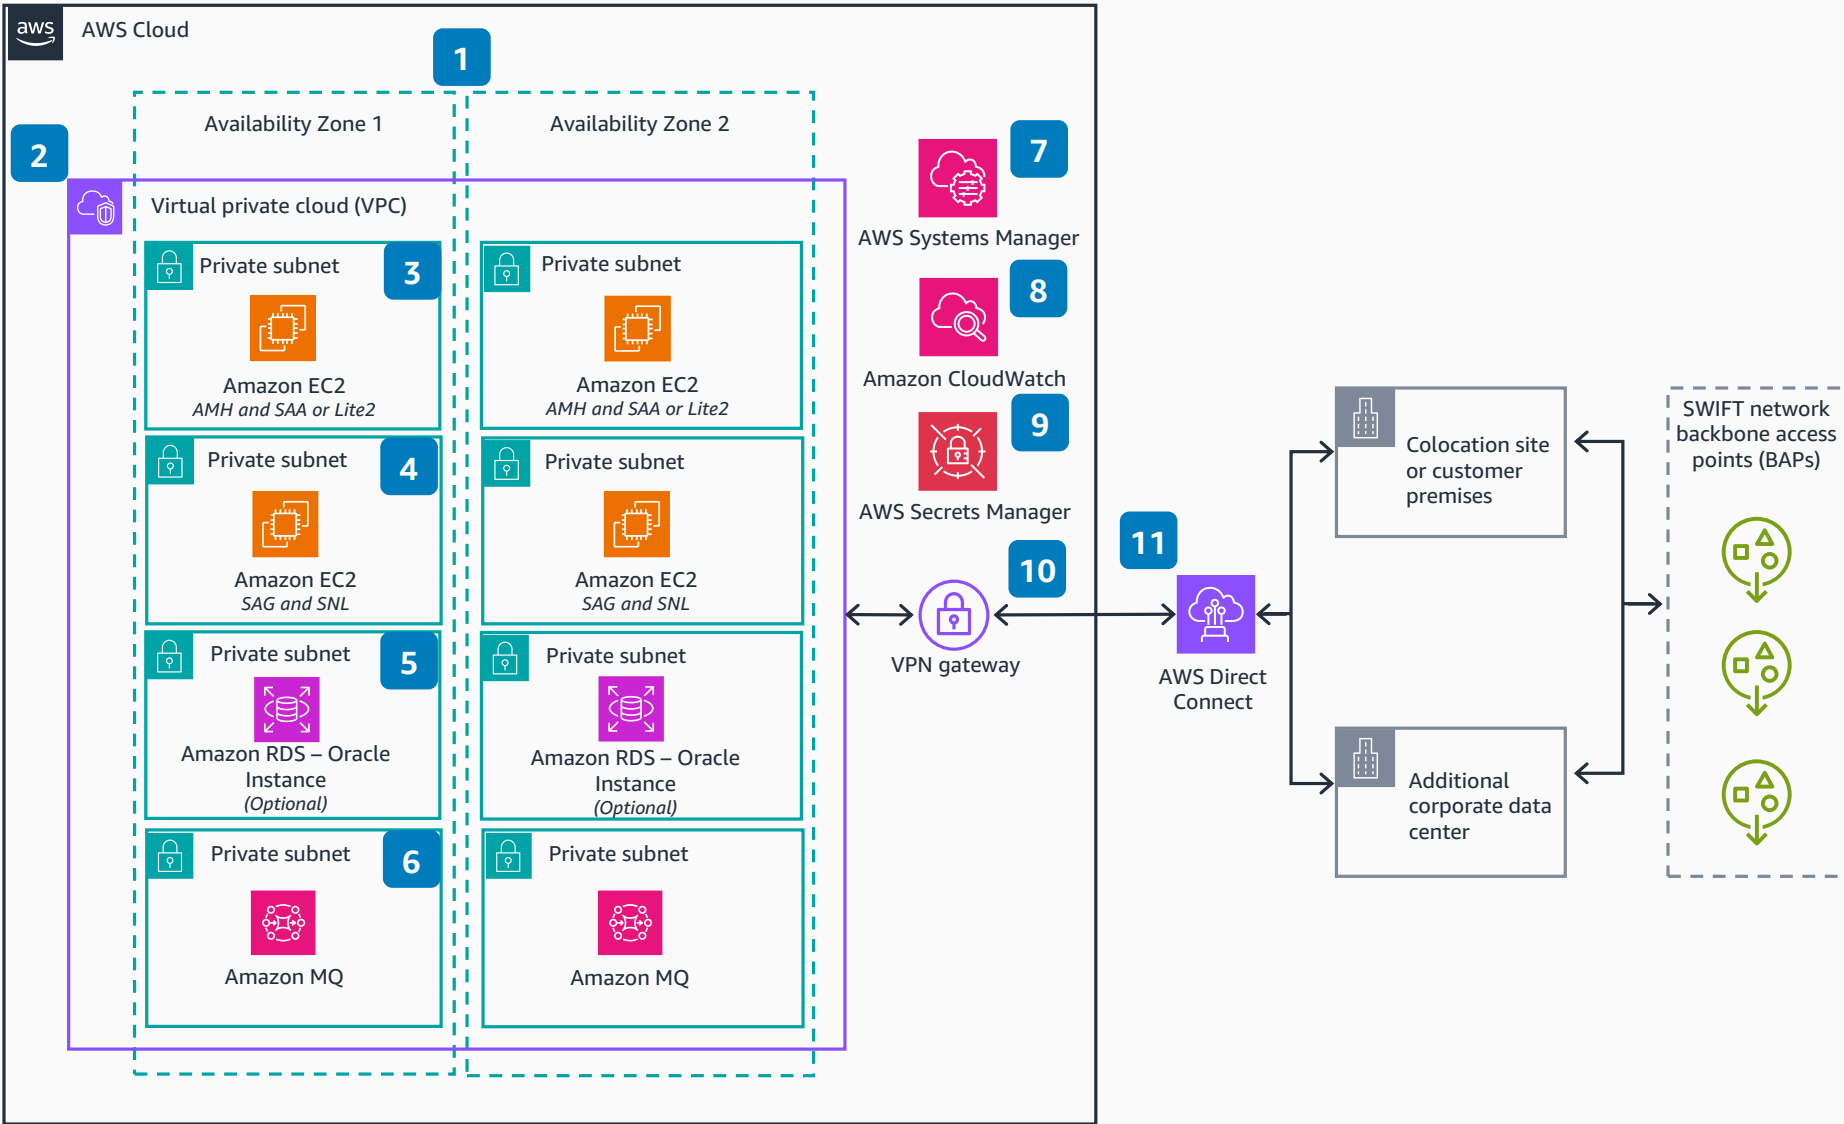 aws
AWS Cloud
1
Availability Zone 1
Availability Zone 2
2
Virtual private cloud (VPC)
Private subnet
3
Amazon EC2
AMH and SAA or Lite2
Private subnet
Amazon EC2
AMH and SAA or Lite2
Private subnet
4
Amazon EC2
SAG and SNL
Private subnet
Amazon EC2
SAG and SNL
Private subnet
5
Amazon RDS – Oracle
Instance
(Optional)
Private subnet
Amazon RDS – Oracle
Instance
(Optional)
Private subnet
6
Amazon MQ
Private subnet
Amazon MQ
7
AWS Systems Manager
8
Amazon CloudWatch
9
AWS Secrets Manager
10
VPN gateway
11
AWS Direct
Connect
Colocation site
or customer
premises
Additional
corporate data
center
SWIFT network
backbone access
points (BAPs)